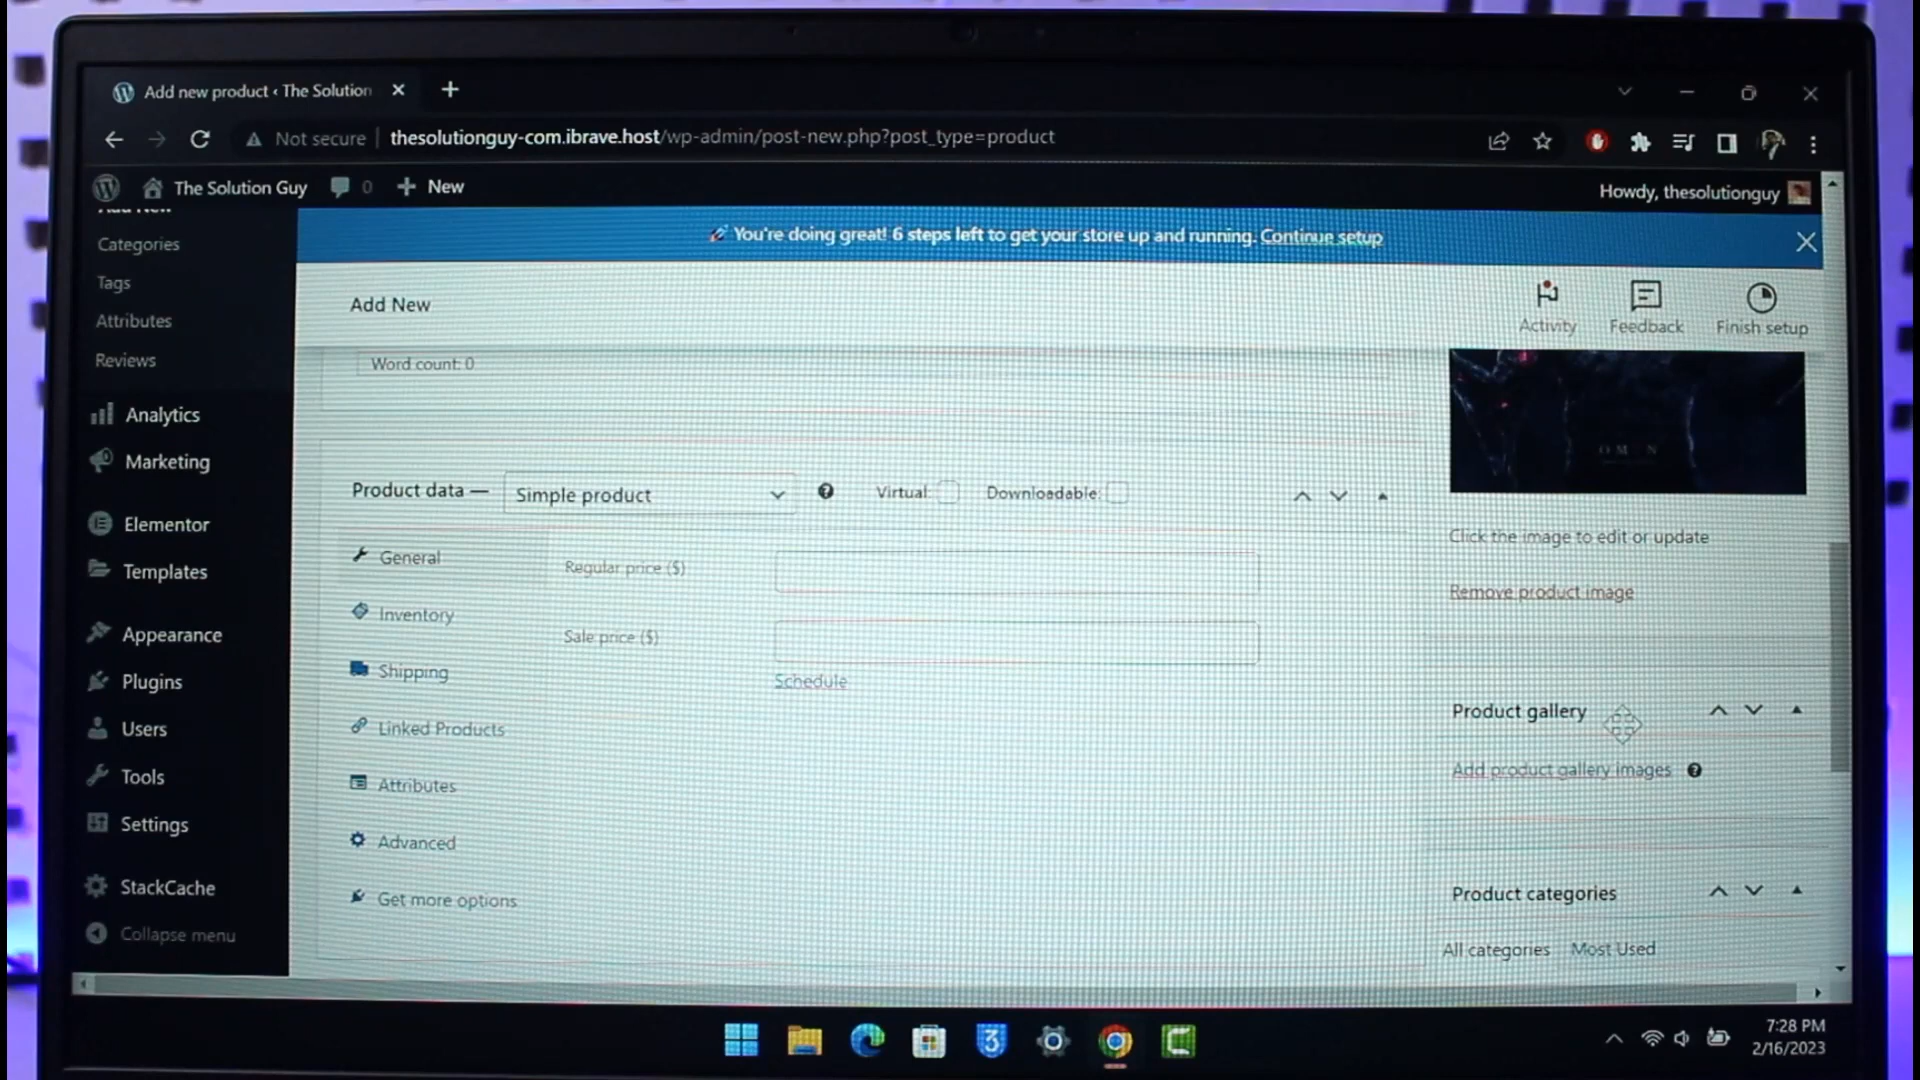 Add new product ‹ The Solution
Not secure thesolutionguy-com.ibrave.host/wp-admin/post-new.php?post_type=product
The Solution Guy 0 New
Howdy, thesolutionguy
You're doing great! 6 steps left to get your store up and running. Continue setup
Add New
Categories
Tags
Attributes
Reviews
Analytics
Marketing
Elementor
Templates
Appearance
Plugins
Users
Tools
Settings
StackCache
Collapse menu
Add New
Activity
Feedback
Finish setup
Word count: 0
Product data —
Simple product
Virtual:
Downloadable:
General
Inventory
Shipping
Linked Products
Attributes
Advanced
Get more options
Regular price ($)
Sale price ($)
Schedule
OMEN
Click the image to edit or update
Remove product image
Product gallery
Add product gallery images
Product categories
All categories Most Used
3
7:28 PM
2/16/2023